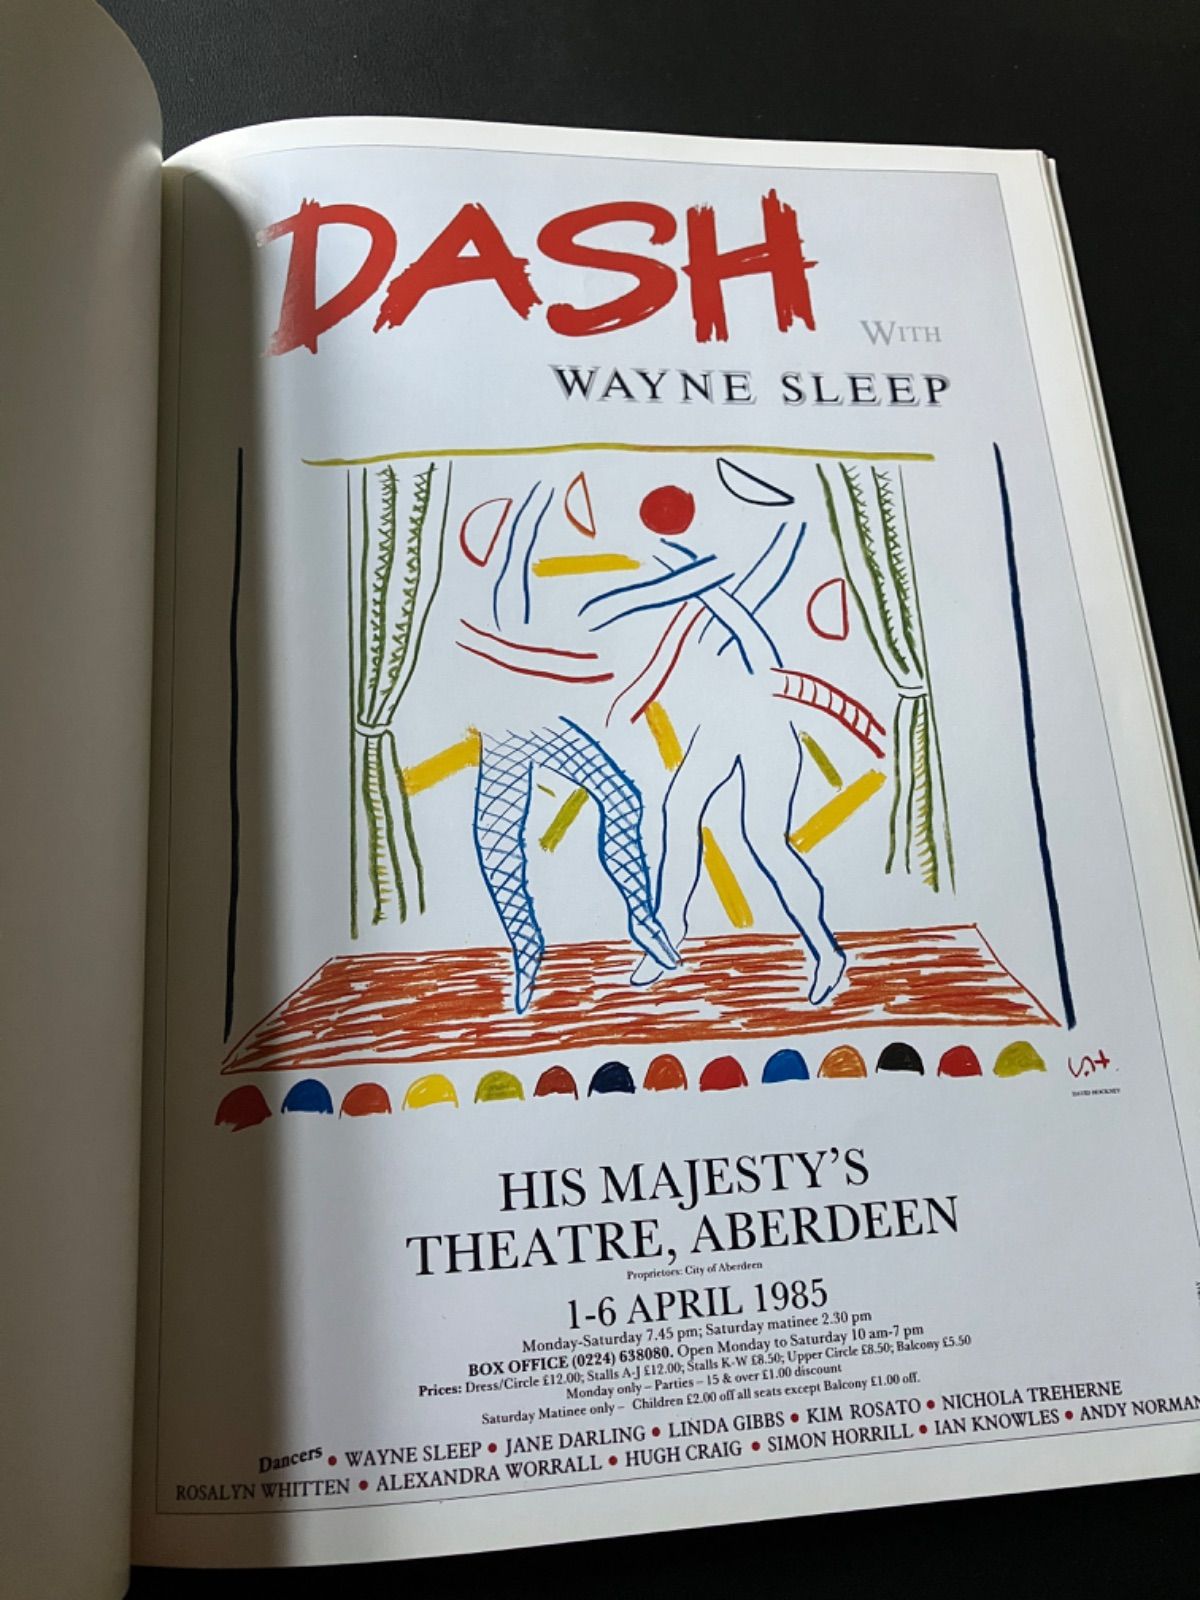 DASH
WITH
WAYNE SLEEP
DAVID HOCKNEY
HIS MAJESTY'S
THEATRE, ABERDEEN
Proprietors: City of Aberdeen
1-6 APRIL 1985
Monday-Saturday 7.45 pm; Saturday matinee 2.30 pm
BOX OFFICE (0224) 638080. Open Monday to Saturday 10 am-7 pm
Prices: Dress/Circle £12.00; Stalls A-J £12.00; Stalls K-W £8.50; Upper Circle £8.50; Balcony £5.50
Monday only – Parties – 15 & over £1.00 discount
Saturday Matinee only – Children £2.00 off all seats except Balcony £1.00 off.
Dancers • WAYNE SLEEP • JANE DARLING • LINDA GIBBS • KIM ROSATO • NICHOLA TREHERNE
ROSALYN WHITTEN • ALEXANDRA WORRALL • HUGH CRAIG • SIMON HORRILL • IAN KNOWLES • ANDY NORMAN